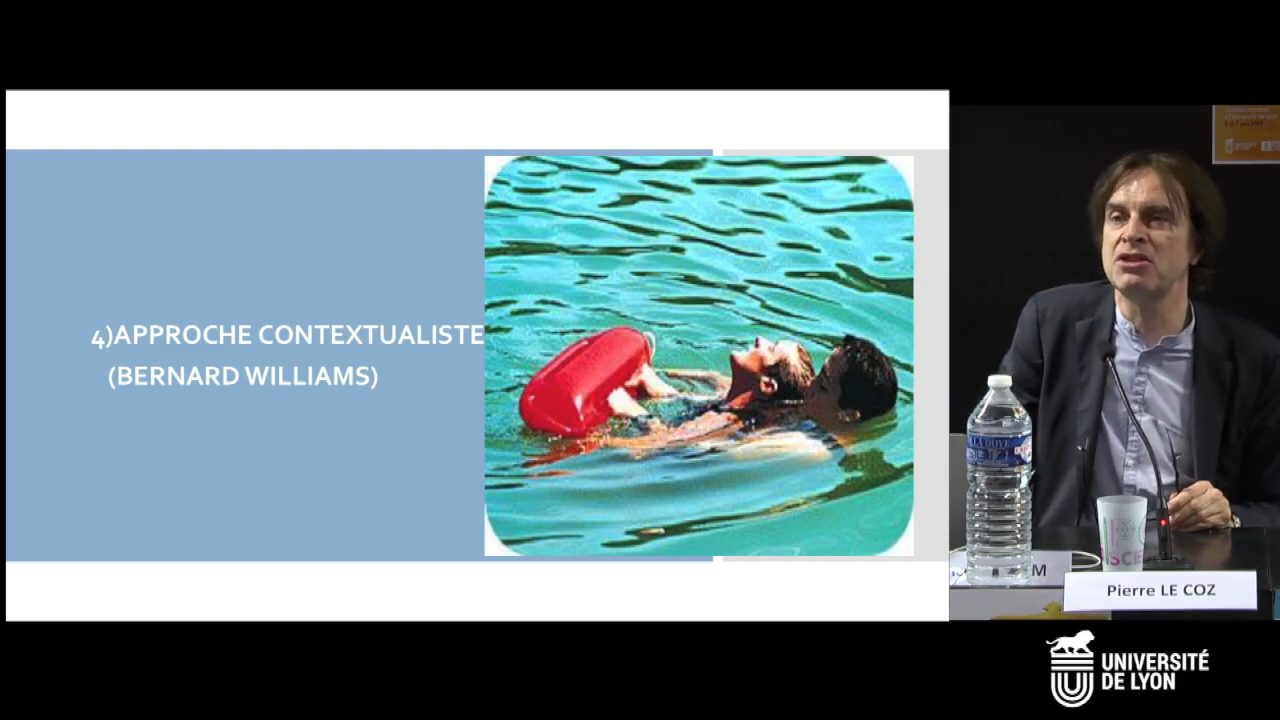 4)APPROCHE CONTEXTUALISTE
(BERNARD WILLIAMS)
M
Pierre LE COZ
UNIVERSITÉ
DE LYON